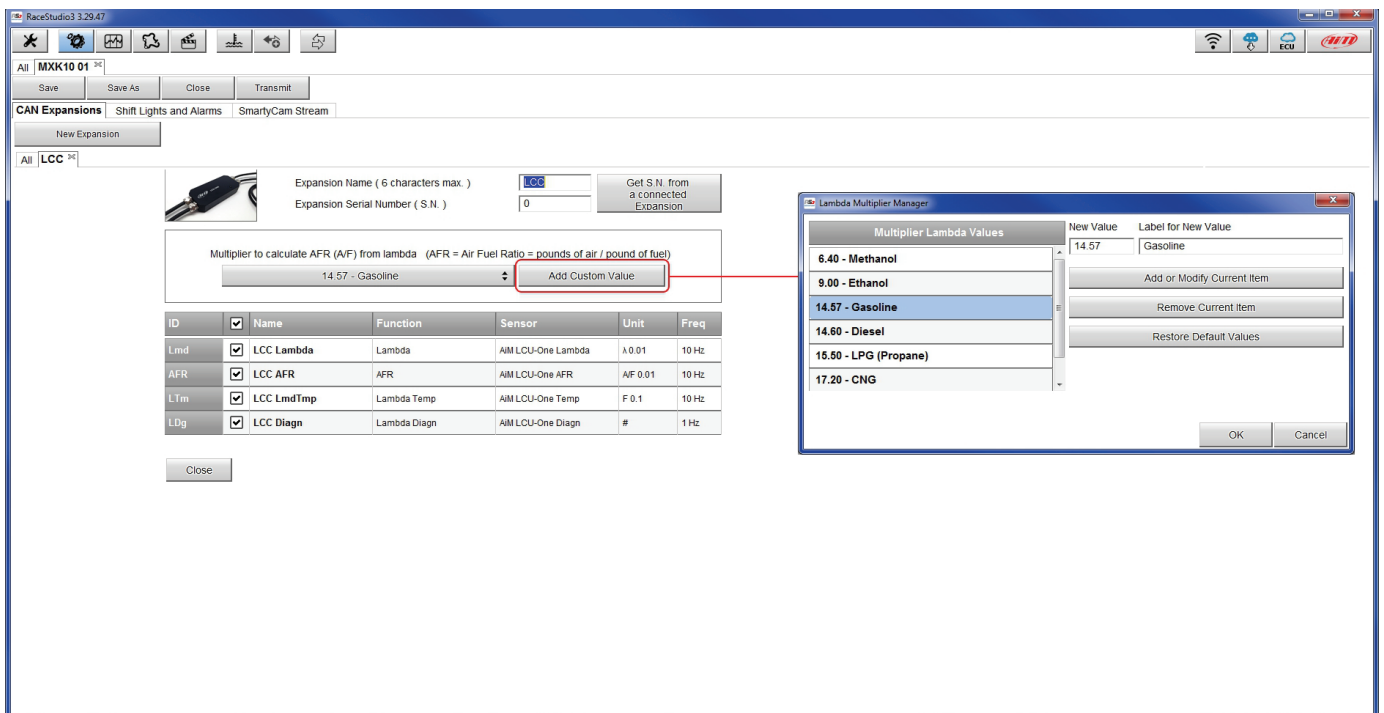 RaceStudio3 3.29.47
ECU
AiM
All MXK10 01
Save Save As Close Transmit
CAN Expansions Shift Lights and Alarms SmartyCam Stream
New Expansion
All LCC
Expansion Name ( 6 characters max. ) LCC
Expansion Serial Number ( S.N. ) 0
Get S.N. from
a connected
Expansion
Multiplier to calculate AFR (A/F) from lambda (AFR = Air Fuel Ratio = pounds of air / pound of fuel)
14.57 - Gasoline Add Custom Value
ID Name Function Sensor Unit Freq
Lmd LCC Lambda Lambda AiM LCU-One Lambda λ 0.01 10 Hz
AFR LCC AFR AFR AiM LCU-One AFR A/F 0.01 10 Hz
LTm LCC LmdTmp Lambda Temp AiM LCU-One Temp F 0.1 10 Hz
LDg LCC Diagn Lambda Diagn AiM LCU-One Diagn # 1 Hz
Close
Lambda Multiplier Manager
Multiplier Lambda Values
6.40 - Methanol
9.00 - Ethanol
14.57 - Gasoline
14.60 - Diesel
15.50 - LPG (Propane)
17.20 - CNG
New Value Label for New Value
14.57 Gasoline
Add or Modify Current Item
Remove Current Item
Restore Default Values
OK Cancel